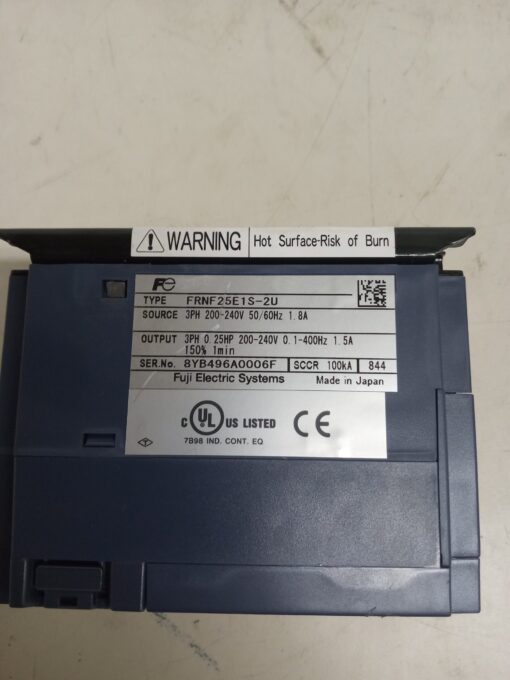 WARNING Hot Surface-Risk of Burn
Fe
TYPE FRNF25E1S-2U
SOURCE 3PH 200-240V 50/60Hz 1.8A
OUTPUT 3PH 0.25HP 200-240V 0.1-400Hz 1.5A
150% 1min
SER.No. 8YB496A0006F SCCR 100kA 844
Fuji Electric Systems Made in Japan
C UL US LISTED CE
7B98 IND. CONT. EQ